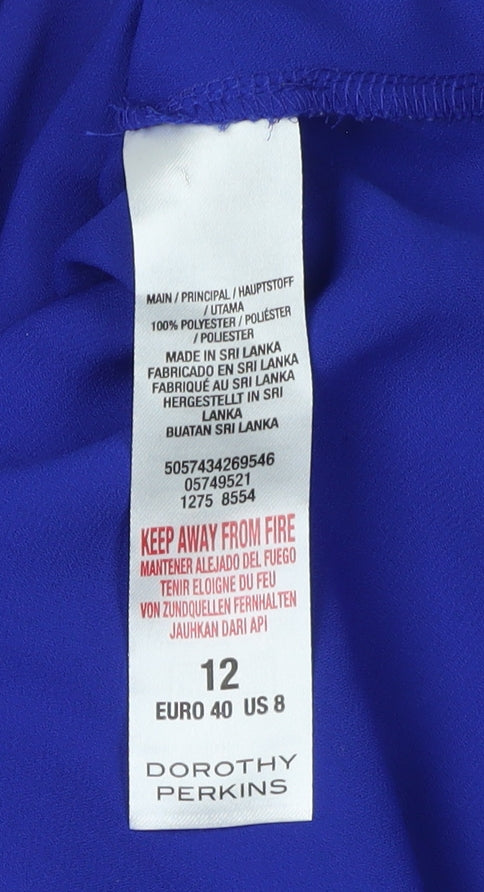 MAIN / PRINCIPAL / HAUPTSTOFF
/ UTAMA
100% POLYESTER / POLIÉSTER
/ POLIESTER
MADE IN SRI LANKA
FABRICADO EN SRI LANKA
FABRIQUÉ AU SRI LANKA
HERGESTELLT IN SRI
LANKA
BUATAN SRI LANKA
5057434269546
05749521
1275 8554
KEEP AWAY FROM FIRE
MANTENER ALEJADO DEL FUEGO
TENIR ELOIGNE DU FEU
VON ZUNDQUELLEN FERNHALTEN
JAUHKAN DARI API
12
EURO 40 US 8
DOROTHY
PERKINS